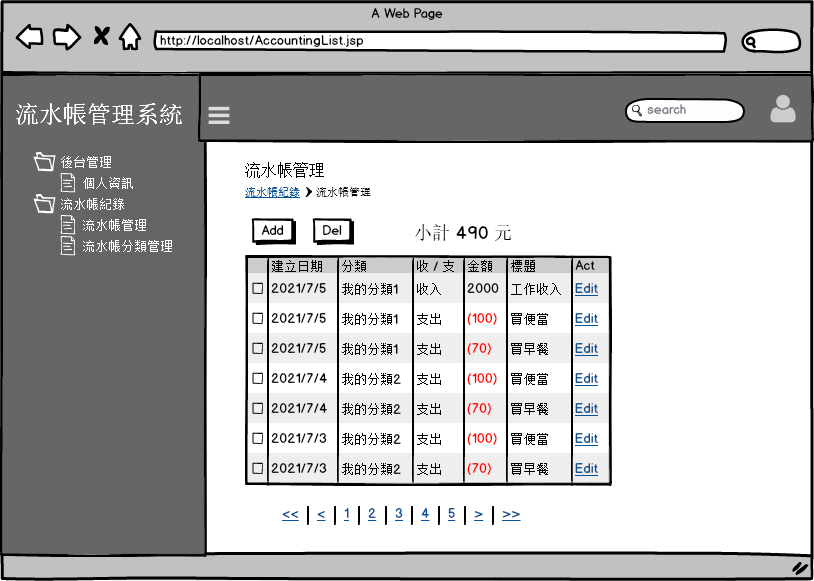 A Web Page
http://localhost/AccountingList.jsp
流水帳管理系統
search
後台管理
個人資訊
流水帳紀錄
流水帳管理
流水帳分類管理
流水帳管理
流水帳紀錄 > 流水帳管理
Add Del 小計 490 元
建立日期 分類 收 / 支 金額 標題 Act
2021/7/5 我的分類1 收入 2000 工作收入 Edit
2021/7/5 我的分類1 支出 (100) 買便當 Edit
2021/7/5 我的分類1 支出 (70) 買早餐 Edit
2021/7/4 我的分類2 支出 (100) 買便當 Edit
2021/7/4 我的分類2 支出 (70) 買早餐 Edit
2021/7/3 我的分類2 支出 (100) 買便當 Edit
2021/7/3 我的分類2 支出 (70) 買早餐 Edit
<< | < | 1 | 2 | 3 | 4 | 5 | > | >>